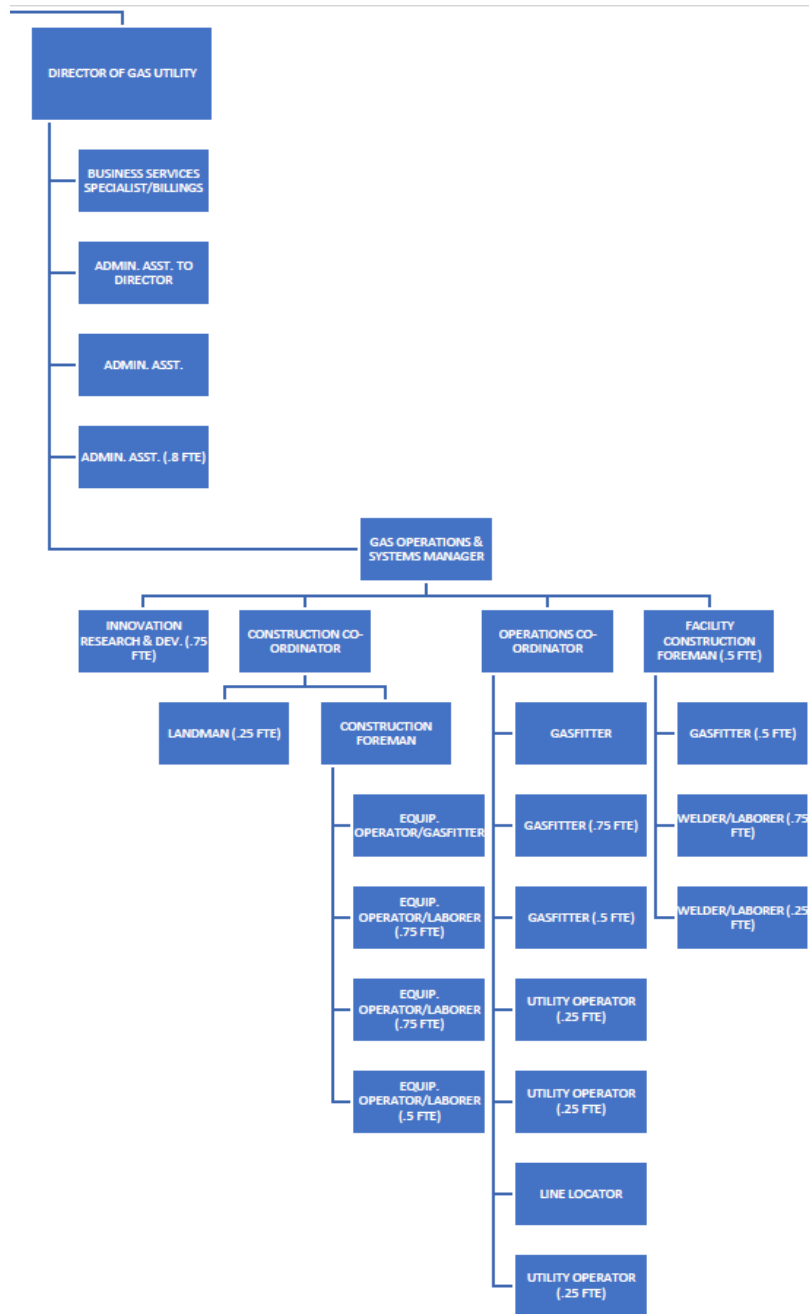 DIRECTOR OF GAS UTILITY
BUSINESS SERVICES
SPECIALIST/BILLINGS
ADMIN. ASST. TO
DIRECTOR
ADMIN. ASST.
ADMIN. ASST. (.8 FTE)
GAS OPERATIONS &
SYSTEMS MANAGER
INNOVATION
RESEARCH & DEV. (.75
FTE)
CONSTRUCTION CO-
ORDINATOR
OPERATIONS CO-
ORDINATOR
FACILITY
CONSTRUCTION
FOREMAN (.5 FTE)
LANDMAN (.25 FTE)
CONSTRUCTION
FOREMAN
EQUIP.
OPERATOR/GASFITTER
EQUIP.
OPERATOR/LABORER
(.75 FTE)
EQUIP.
OPERATOR/LABORER
(.75 FTE)
EQUIP.
OPERATOR/LABORER
(.5 FTE)
GASFITTER
GASFITTER (.75 FTE)
GASFITTER (.5 FTE)
UTILITY OPERATOR
(.25 FTE)
UTILITY OPERATOR
(.25 FTE)
LINE LOCATOR
UTILITY OPERATOR
(.25 FTE)
GASFITTER (.5 FTE)
WELDER/LABORER (.75
FTE)
WELDER/LABORER (.25
FTE)